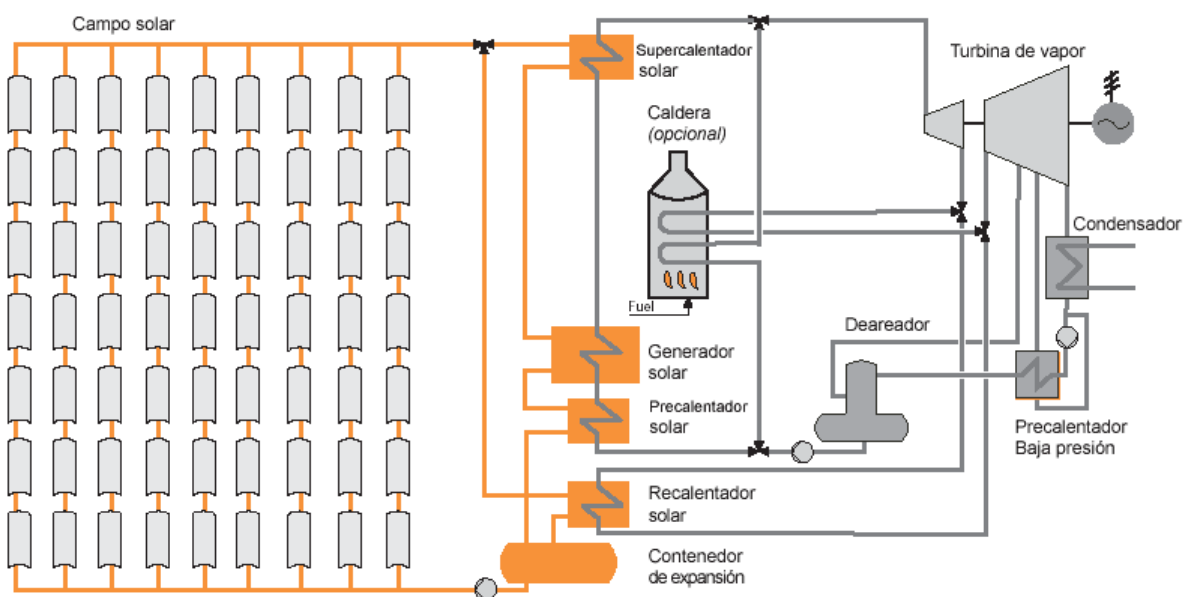 Campo solar
Supercalentador
solar
Turbina de vapor
Caldera
(opcional)
Condensador
Fuel
Deareador
Generador
solar
Precalentador
solar
Precalentador
Baja presión
Recalentador
solar
Contenedor
de expansión